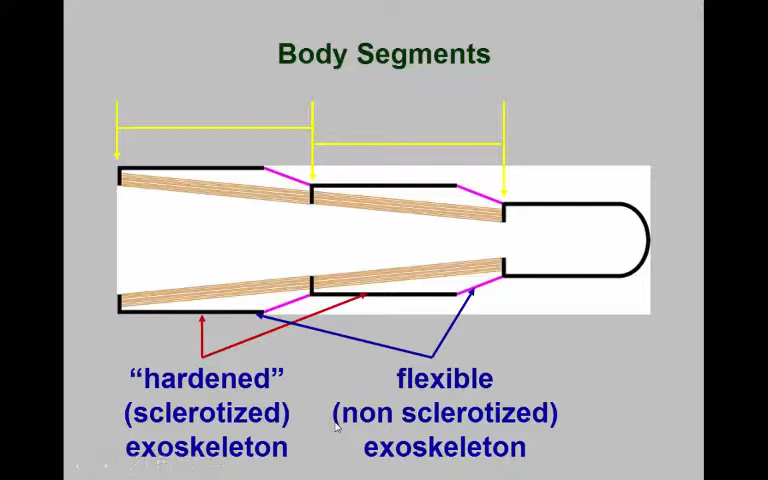 Body Segments
“hardened”
(sclerotized)
exoskeleton
flexible
(non sclerotized)
exoskeleton